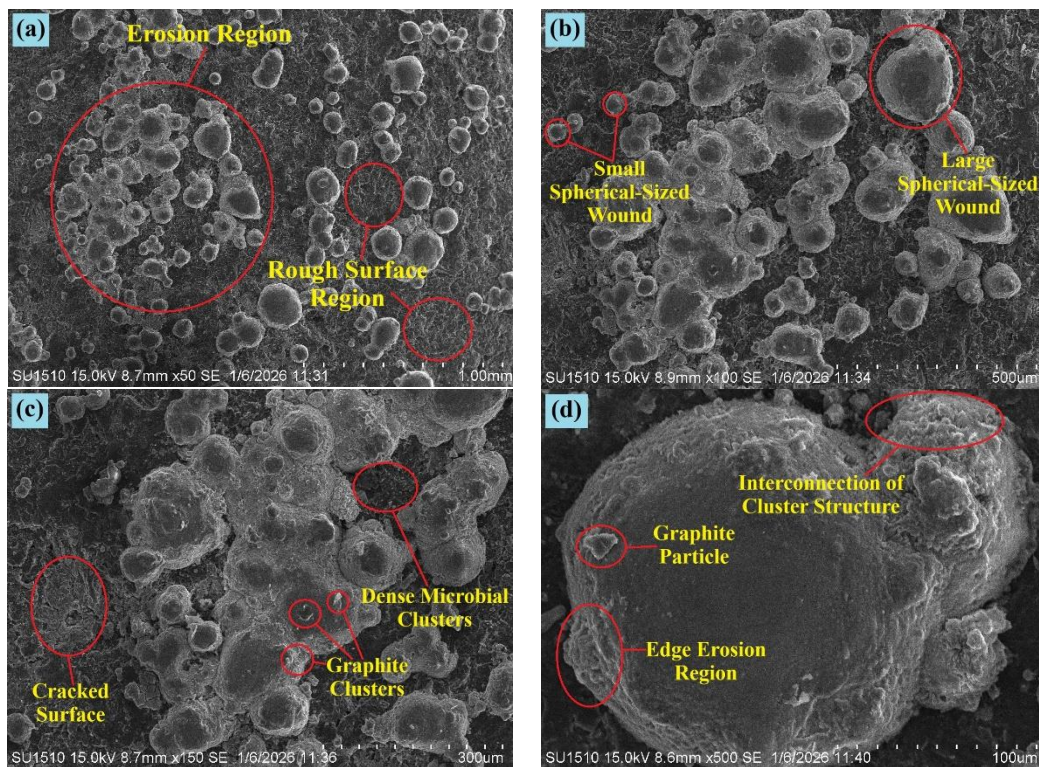 (a)
Erosion Region
Rough Surface
Region
SU1510 15.0kV 8.7mm x50 SE 1/6/2026 11:31
1.00mm
(b)
Small
Spherical-Sized
Wound
Large
Spherical-Sized
Wound
SU1510 15.0kV 8.9mm x100 SE 1/6/2026 11:34
500um
(c)
Dense Microbial
Clusters
Graphite
Clusters
Cracked
Surface
SU1510 15.0kV 8.7mm x150 SE 1/6/2026 11:36
300um
(d)
Interconnection of
Cluster Structure
Graphite
Particle
Edge Erosion
Region
SU1510 15.0kV 8.6mm x500 SE 1/6/2026 11:40
100um